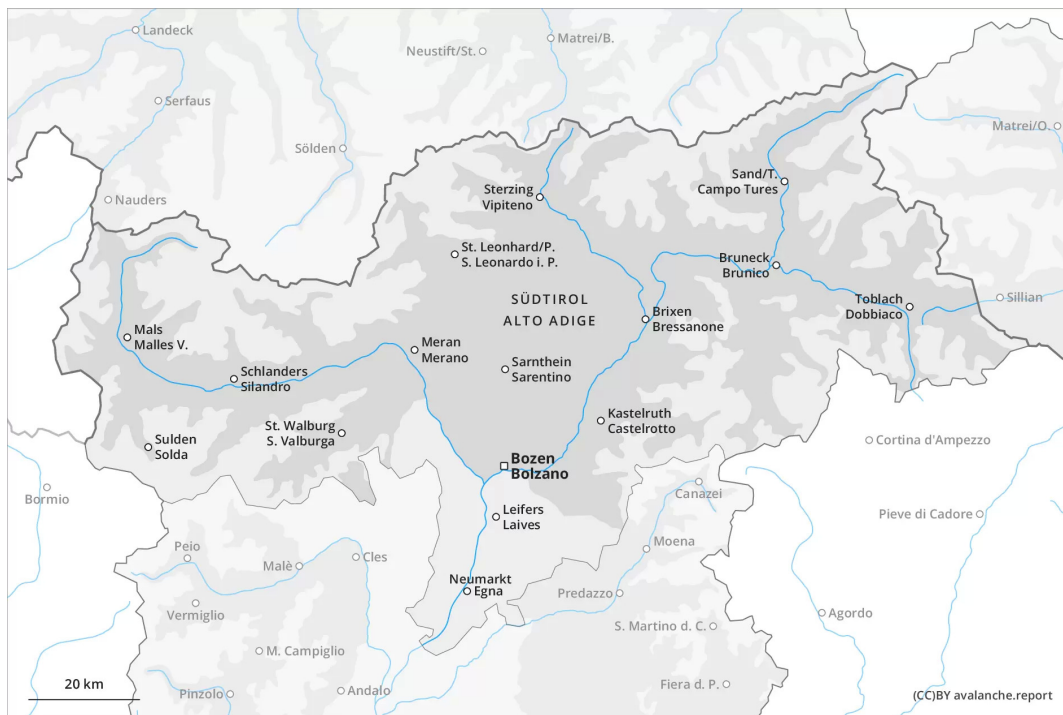 Landeck
Matrei/B.
Neustift/St.
Serfaus
Matrei/O.
Sölden
Sand/T.
Campo Tures
Sterzing
Vipiteno
Nauders
St. Leonhard/P.
S. Leonardo i. P.
Bruneck
Brunico
SÜDTIROL
ALTO ADIGE
Toblach
Dobbiaco
Sillian
Brixen
Bressanone
Mals
Malles V.
Meran
Merano
Sarnthein
Sarentino
Schlanders
Silandro
Kastelruth
Castelrotto
St. Walburg
S. Valburga
Sulden
Solda
Cortina d'Ampezzo
Bozen
Bolzano
Bormio
Canazei
Leifers
Laives
Pieve di Cadore
Moena
Peio
Malè
Cles
Neumarkt
Egna
Predazzo
Vermiglio
Agordo
S. Martino d. C.
M. Campiglio
20 km
Pinzolo
Andalo
Fiera d. P.
(CC)BY avalanche.report